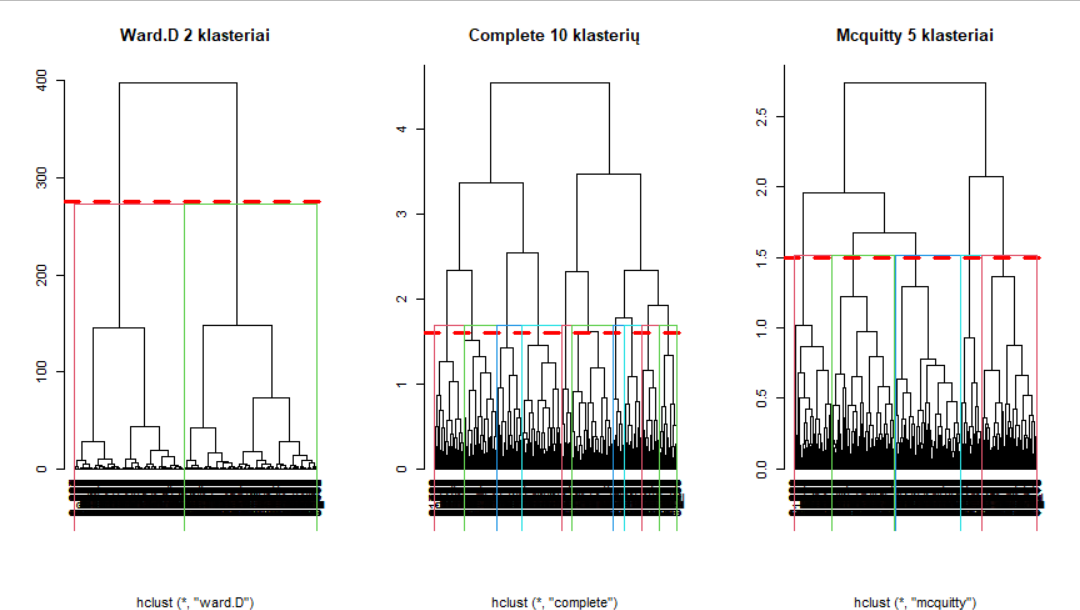 Ward.D 2 klasteriai
Complete 10 klasterių
Mcquitty 5 klasteriai
400
300
200
100
0
4
3
2
1
0
2.5
2.0
1.5
1.0
0.5
0.0
hclust (*, "ward.D")
hclust (*, "complete")
hclust (*, "mcquitty")